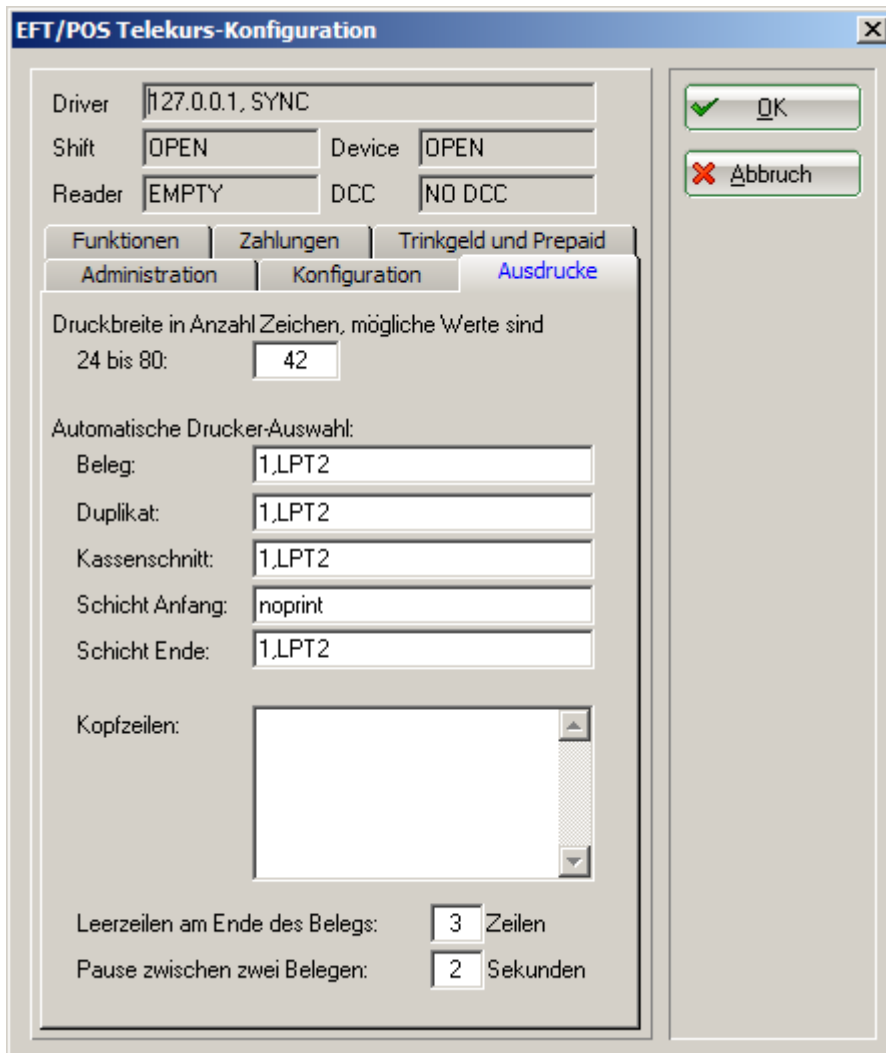 EFT/POS Telekurs-Konfiguration
Driver 127.0.0.1, SYNC
Shift OPEN Device OPEN
Reader EMPTY DCC NO DCC
OK
Abbruch
Funktionen Zahlungen Trinkgeld und Prepaid
Administration Konfiguration Ausdrucke
Druckbreite in Anzahl Zeichen, mögliche Werte sind
24 bis 80: 42
Automatische Drucker-Auswahl:
Beleg: 1,LPT2
Duplikat: 1,LPT2
Kassenschnitt: 1,LPT2
Schicht Anfang: noprint
Schicht Ende: 1,LPT2
Kopfzeilen:
Leerzeilen am Ende des Belegs: 3 Zeilen
Pause zwischen zwei Belegen: 2 Sekunden